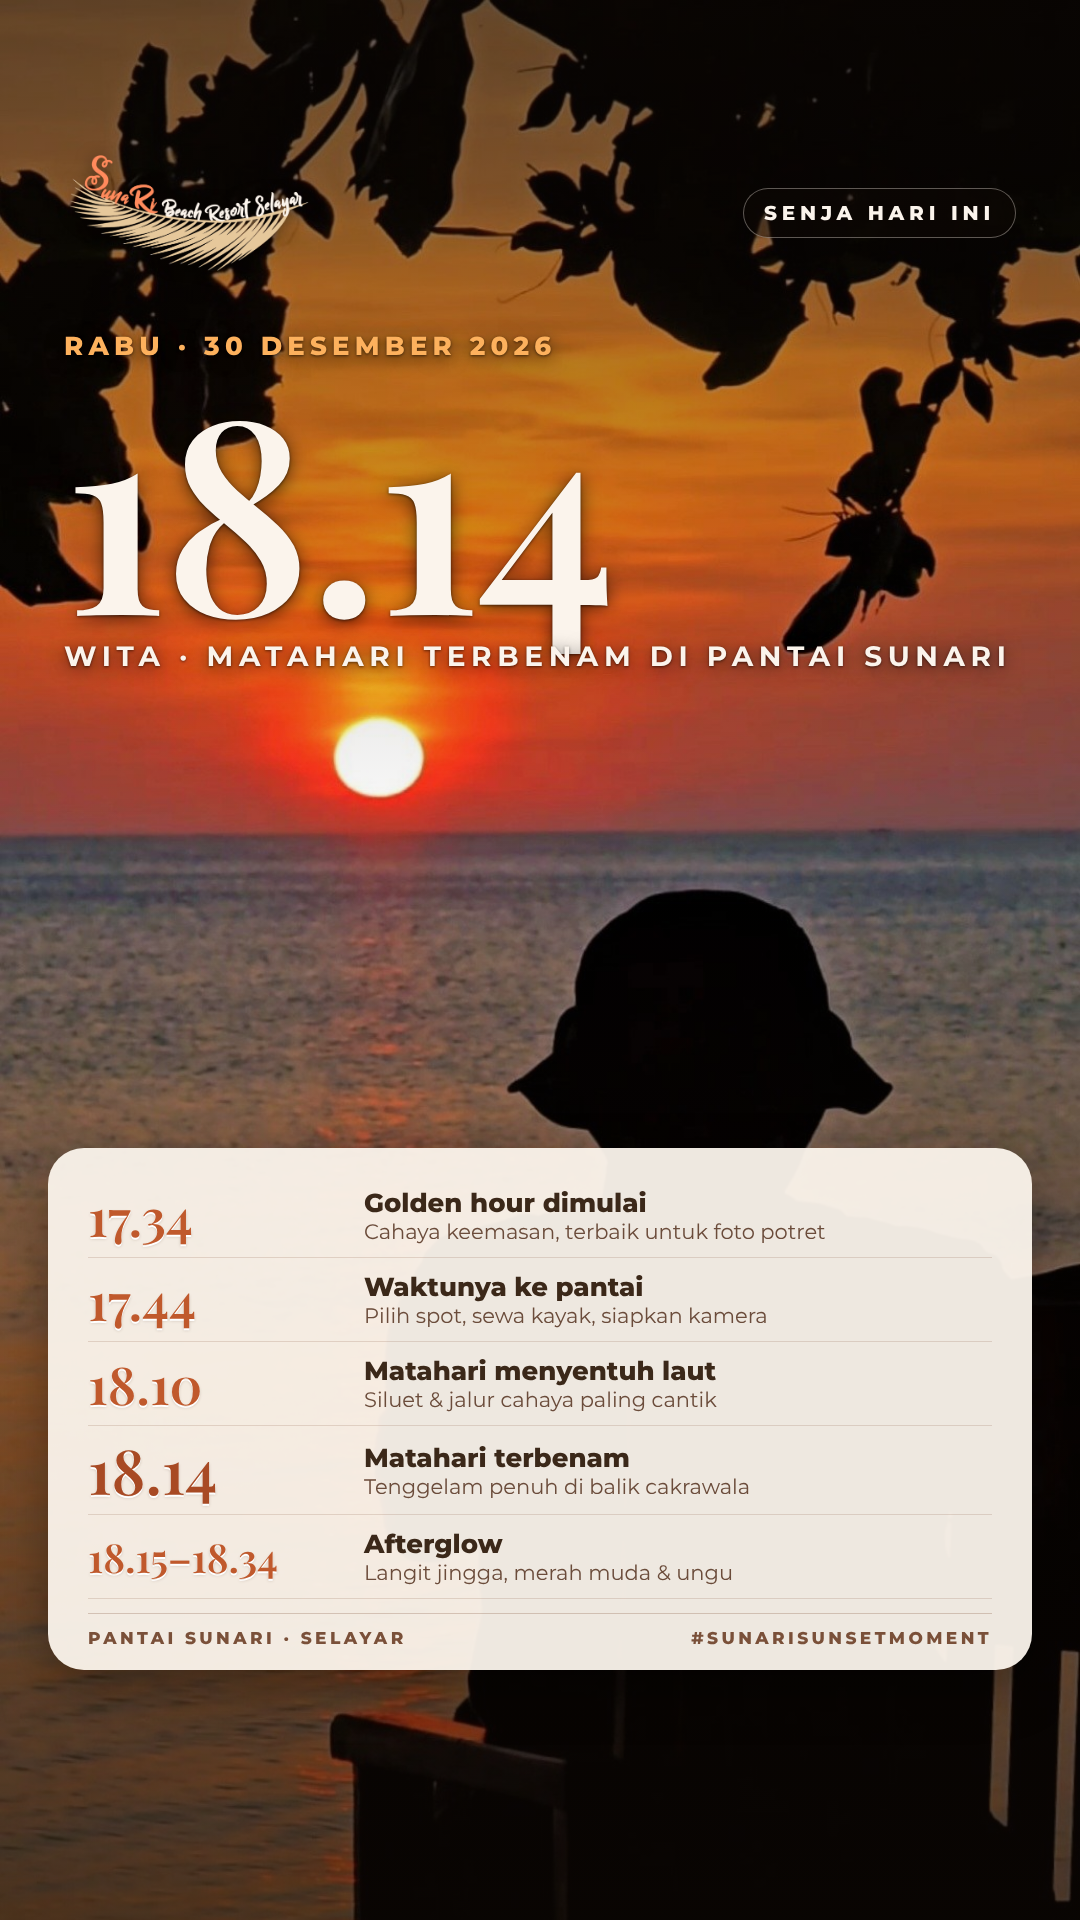 SunaRi Beach Resort Selayar
SENJA HARI INI
RABU · 30 DESEMBER 2026
18.14
WITA · MATAHARI TERBENAM DI PANTAI SUNARI
17.34
Golden hour dimulai
Cahaya keemasan, terbaik untuk foto potret
17.44
Waktunya ke pantai
Pilih spot, sewa kayak, siapkan kamera
18.10
Matahari menyentuh laut
Siluet & jalur cahaya paling cantik
18.14
Matahari terbenam
Tenggelam penuh di balik cakrawala
18.15–18.34
Afterglow
Langit jingga, merah muda & ungu
PANTAI SUNARI · SELAYAR
#SUNARISUNSETMOMENT